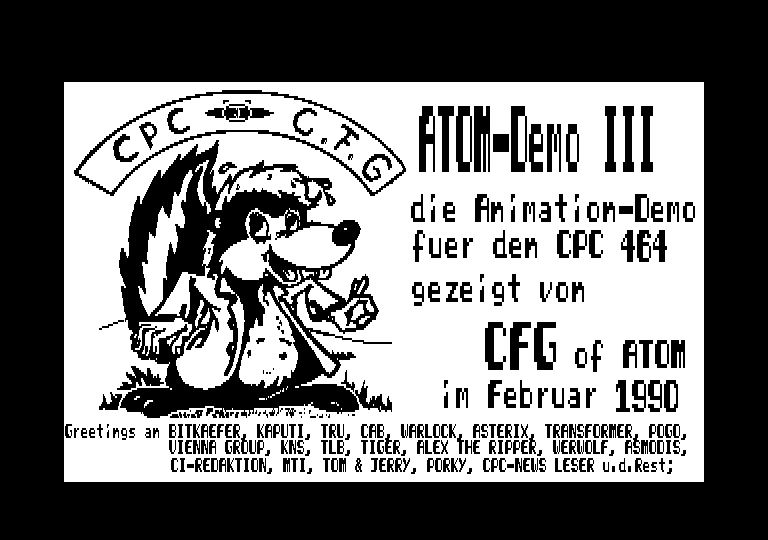 CPC C.F.G
ATOM-Demo III
die Animation-Demo
fuer den CPC 464
gezeigt von
CFG of ATOM
im Februar 1990
Greetings an BITKAEFER, KAPUTI, TRU, CAB, WARLOCK, ASTERIX, TRANSFORMER, POGO,
VIENNA GROUP, KNS, TLB, TIGER, ALEX THE RIPPER, WERWOLF, ASMODIS,
CI-REDAKTION, MTI, TOM & JERRY, PORKY, CPC-NEWS LESER u.d.Rest;